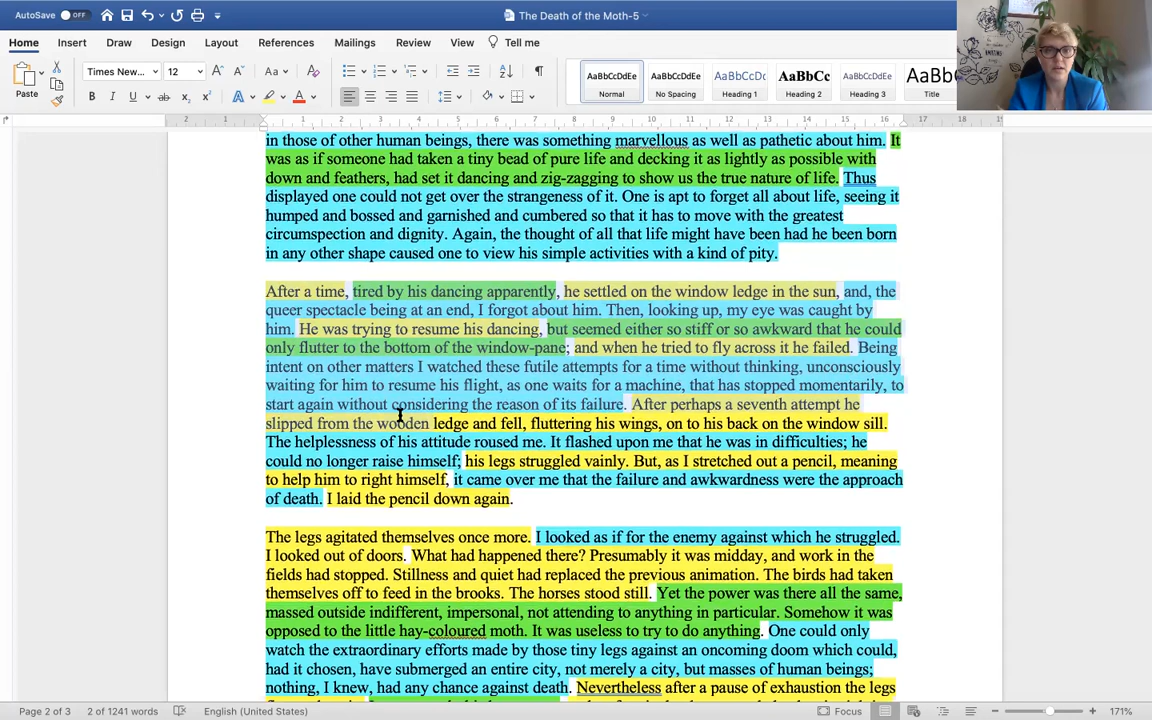 AutoSave OFF
The Death of the Moth-5
Home Insert Draw Design Layout References Mailings Review View Tell me
Paste
Times New... 12
AaBbCcDdEe AaBbCcDdEe AaBbCcDc AaBbCc AaBbCcDdEe AaBb
Normal No Spacing Heading 1 Heading 2 Heading 3 Title
2 1 1 2 3 4 5 6 7 8 9 10 11 12 13 14 15 16 17 18 19
in those of other human beings, there was something marvellous as well as pathetic about him. It
was as if someone had taken a tiny bead of pure life and decking it as lightly as possible with
down and feathers, had set it dancing and zig-zagging to show us the true nature of life. Thus
displayed one could not get over the strangeness of it. One is apt to forget all about life, seeing it
humped and bossed and garnished and cumbered so that it has to move with the greatest
circumspection and dignity. Again, the thought of all that life might have been had he been born
in any other shape caused one to view his simple activities with a kind of pity.
After a time, tired by his dancing apparently, he settled on the window ledge in the sun, and, the
queer spectacle being at an end, I forgot about him. Then, looking up, my eye was caught by
him. He was trying to resume his dancing, but seemed either so stiff or so awkward that he could
only flutter to the bottom of the window-pane; and when he tried to fly across it he failed. Being
intent on other matters I watched these futile attempts for a time without thinking, unconsciously
waiting for him to resume his flight, as one waits for a machine, that has stopped momentarily, to
start again without considering the reason of its failure. After perhaps a seventh attempt he
slipped from the wooden ledge and fell, fluttering his wings, on to his back on the window sill.
The helplessness of his attitude roused me. It flashed upon me that he was in difficulties; he
could no longer raise himself; his legs struggled vainly. But, as I stretched out a pencil, meaning
to help him to right himself, it came over me that the failure and awkwardness were the approach
of death. I laid the pencil down again.
The legs agitated themselves once more. I looked as if for the enemy against which he struggled.
I looked out of doors. What had happened there? Presumably it was midday, and work in the
fields had stopped. Stillness and quiet had replaced the previous animation. The birds had taken
themselves off to feed in the brooks. The horses stood still. Yet the power was there all the same,
massed outside indifferent, impersonal, not attending to anything in particular. Somehow it was
opposed to the little hay-coloured moth. It was useless to try to do anything. One could only
watch the extraordinary efforts made by those tiny legs against an oncoming doom which could,
had it chosen, have submerged an entire city, not merely a city, but masses of human beings;
nothing, I knew, had any chance against death. Nevertheless after a pause of exhaustion the legs
Page 2 of 3 2 of 1241 words English (United States) Focus 171%